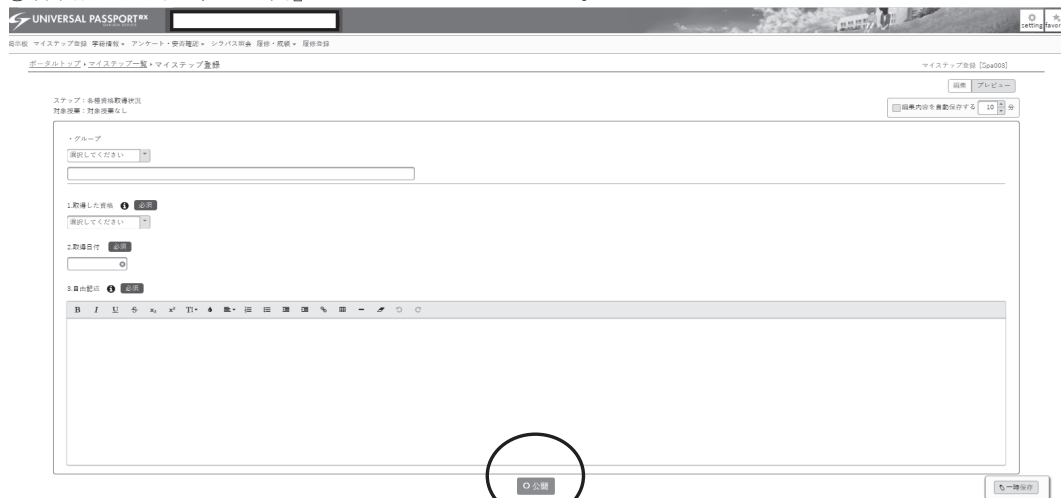 UNIVERSAL PASSPORT RX
setting favor
掲示板 マイステップ登録 学籍情報 アンケート・安否確認 シラバス照会 履修・成績 履修登録
ポータルトップ マイステップ一覧 マイステップ登録
マイステップ登録 [Spa003]
編集 プレビュー
ステップ：各種資格取得状況
対象授業：対象授業なし
編集内容を自動保存する 10 分
・グループ
選択してください
1.取得した資格 必須
選択してください
2.取得日付 必須
3.自由記述 必須
B I U S x₂ x² TI
公開
一時保存